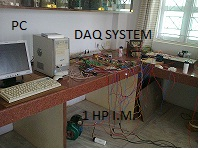 PC
DAQ SYSTEM
1 HP I.M.